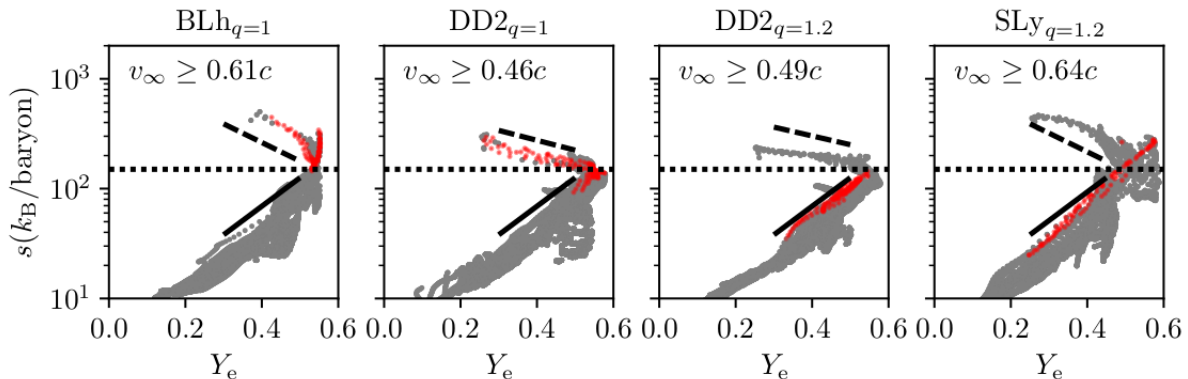 BLh_{q=1} DD2_{q=1} DD2_{q=1.2} SLy_{q=1.2}
v_∞ ≥ 0.61c v_∞ ≥ 0.46c v_∞ ≥ 0.49c v_∞ ≥ 0.64c
10^3
10^2
10^1
s(k_B/baryon)
0.0 0.2 0.4 0.6 0.0 0.2 0.4 0.6 0.0 0.2 0.4 0.6 0.0 0.2 0.4 0.6
Y_e Y_e Y_e Y_e